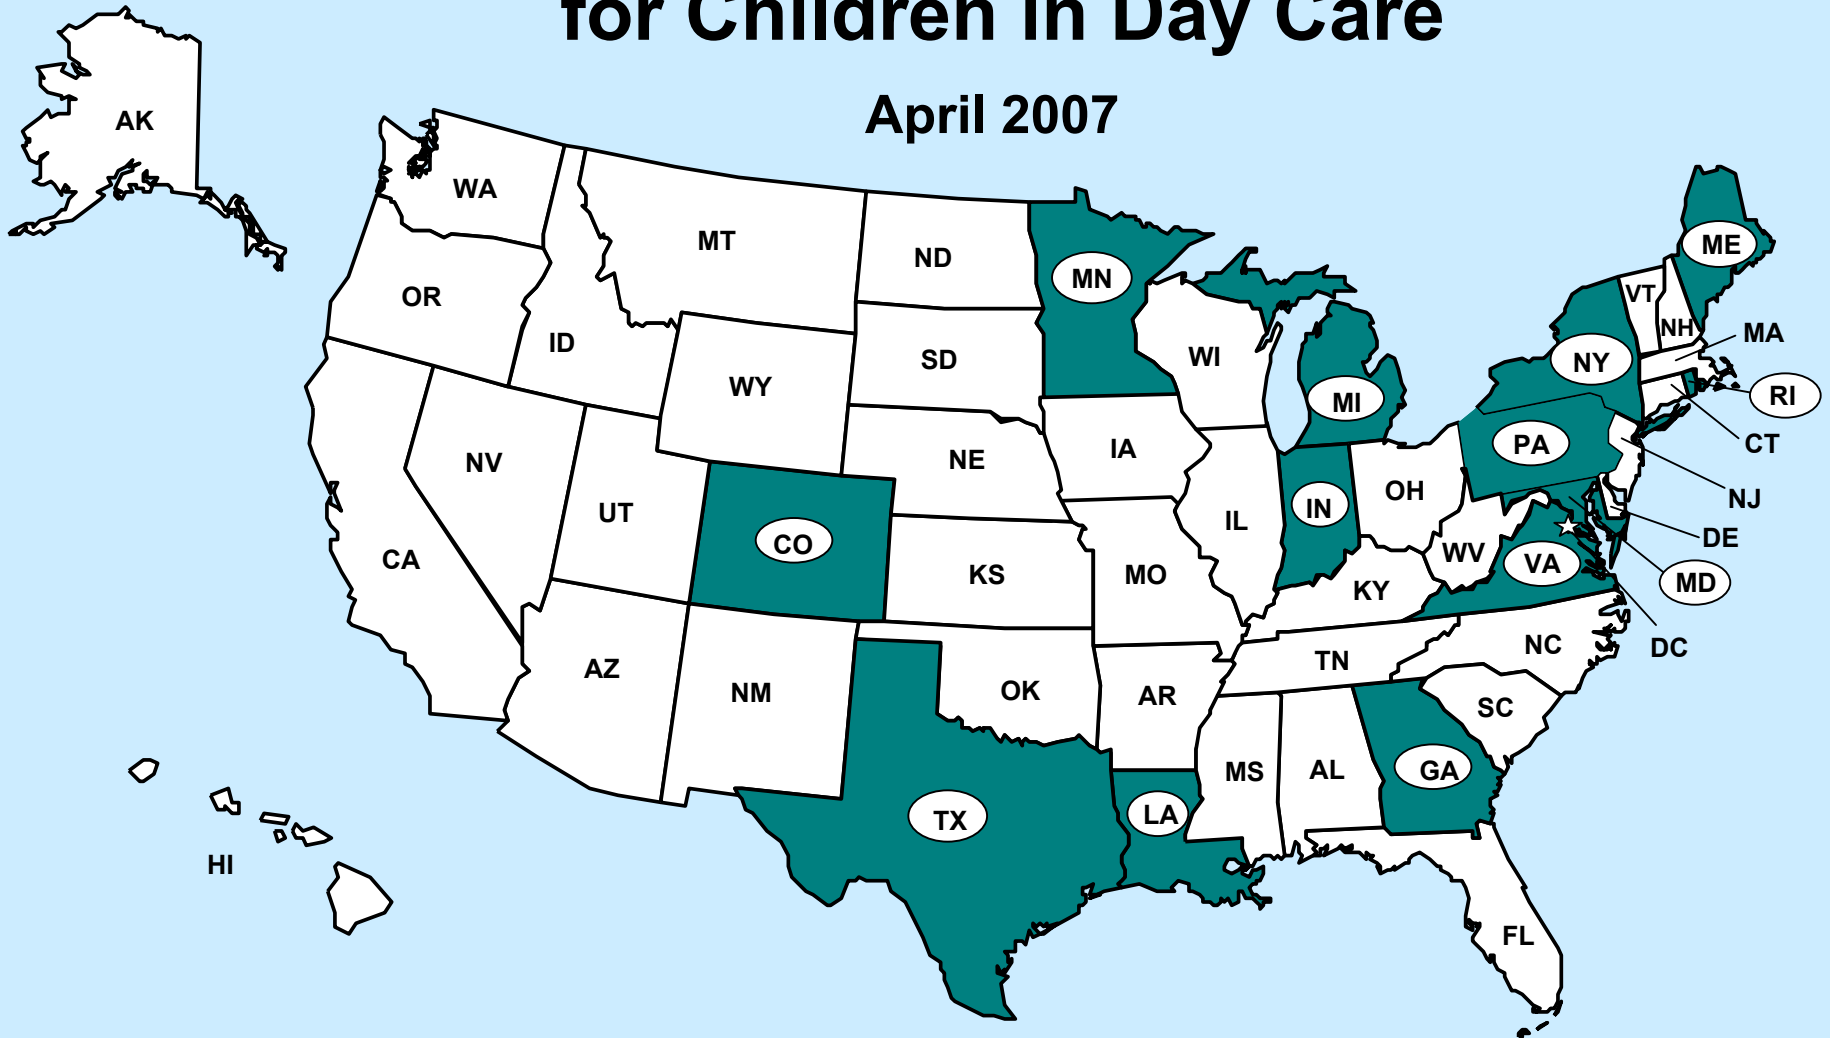 for Children in Day Care
April 2007
AK
WA
MT
ND
MN
ME
OR
ID
VT
NH
MA
WI
NY
SD
WY
MI
RI
PA
CT
IA
NV
NE
OH
NJ
UT
IN
IL
CO
DE
CA
WV
VA
KS
MO
KY
MD
DC
NC
TN
AZ
NM
OK
AR
SC
MS
AL
GA
TX
LA
HI
FL